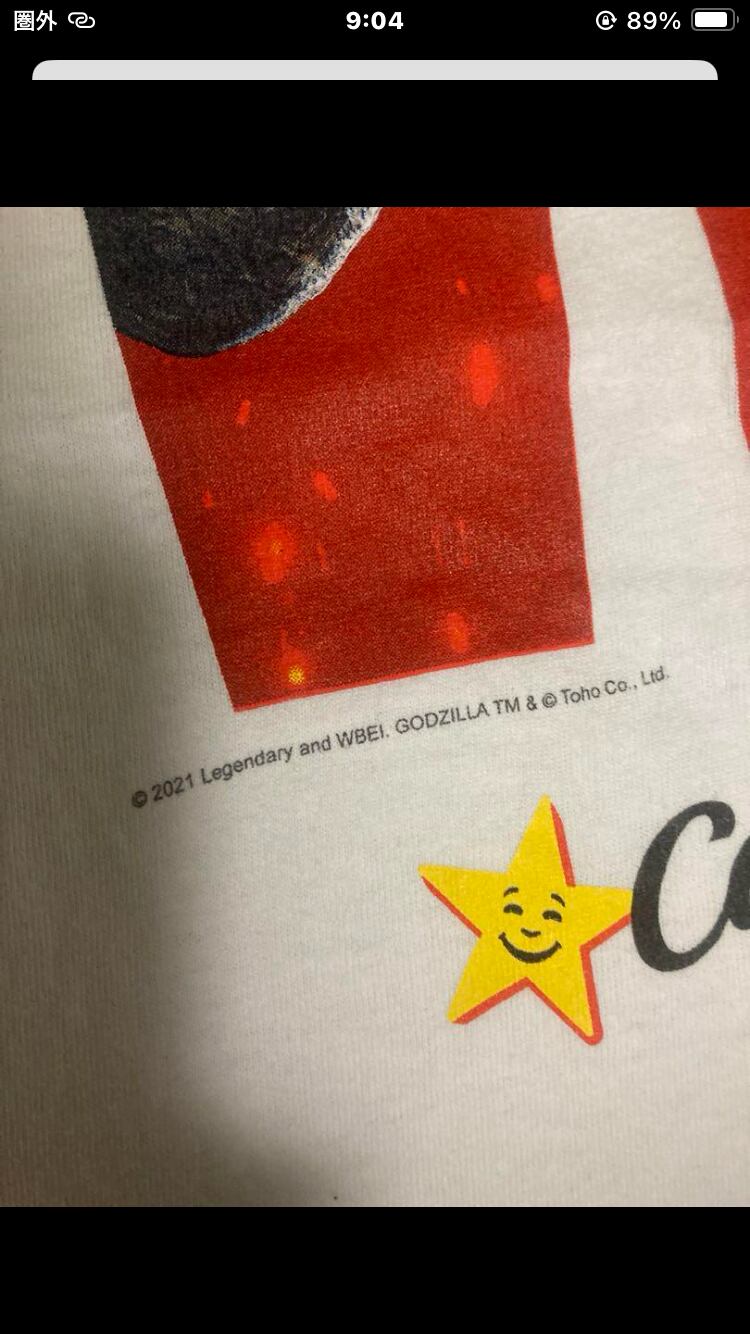 圏外 9:04 89%
© 2021 Legendary and WBEI. GODZILLA TM & © Toho Co., Ltd.
C